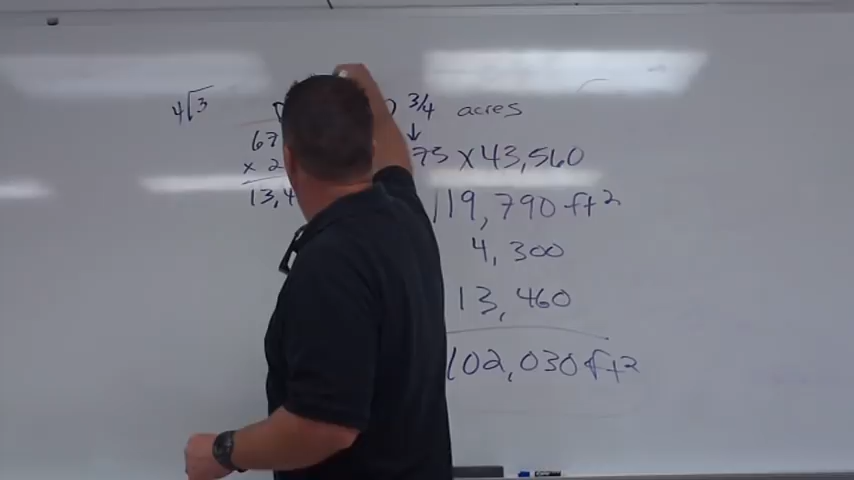 4√3
3/4 acres
67
75 x 43,560
x 2
13,4
119,790 ft²
4,300
13,460
102,030 ft²